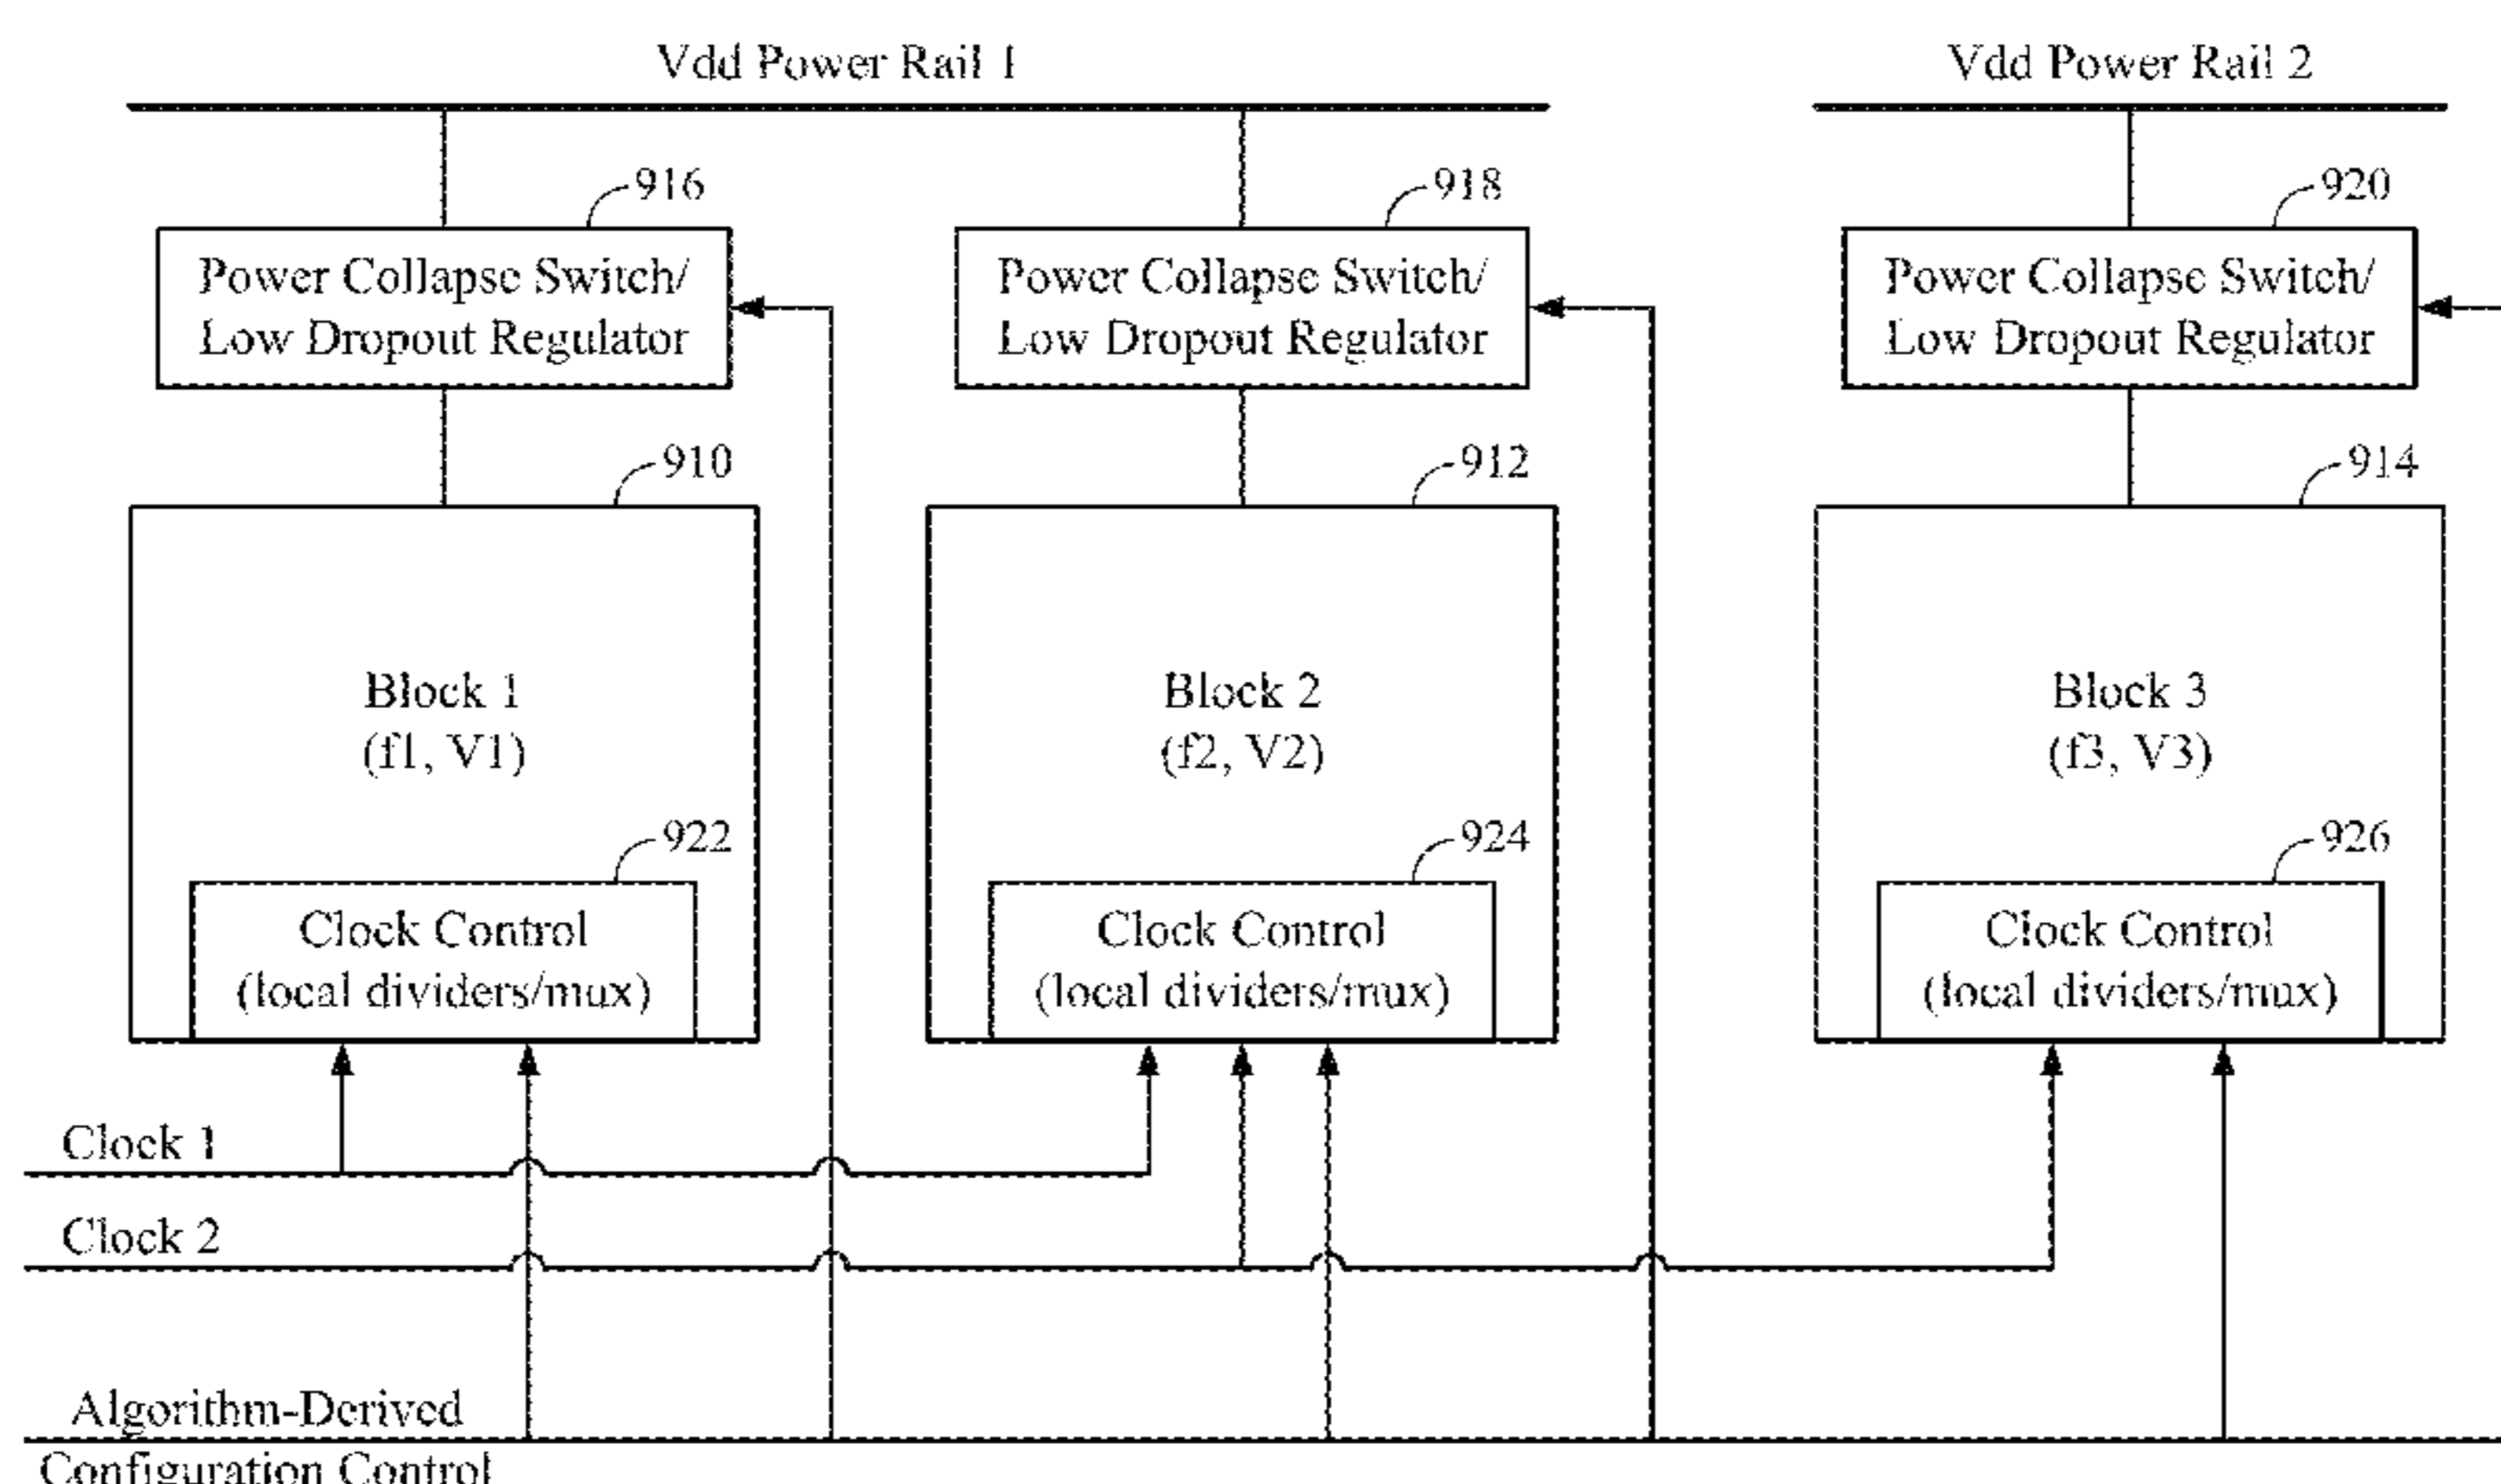 Vdd Power Rail 1
Vdd Power Rail 2
916
918
920
Power Collapse Switch/
Low Dropout Regulator
Power Collapse Switch/
Low Dropout Regulator
Power Collapse Switch/
Low Dropout Regulator
910
912
914
Block 1
(f1, V1)
Block 2
(f2, V2)
Block 3
(f3, V3)
922
924
926
Clock Control
(local dividers/mux)
Clock Control
(local dividers/mux)
Clock Control
(local dividers/mux)
Clock 1
Clock 2
Algorithm-Derived
Configuration Control